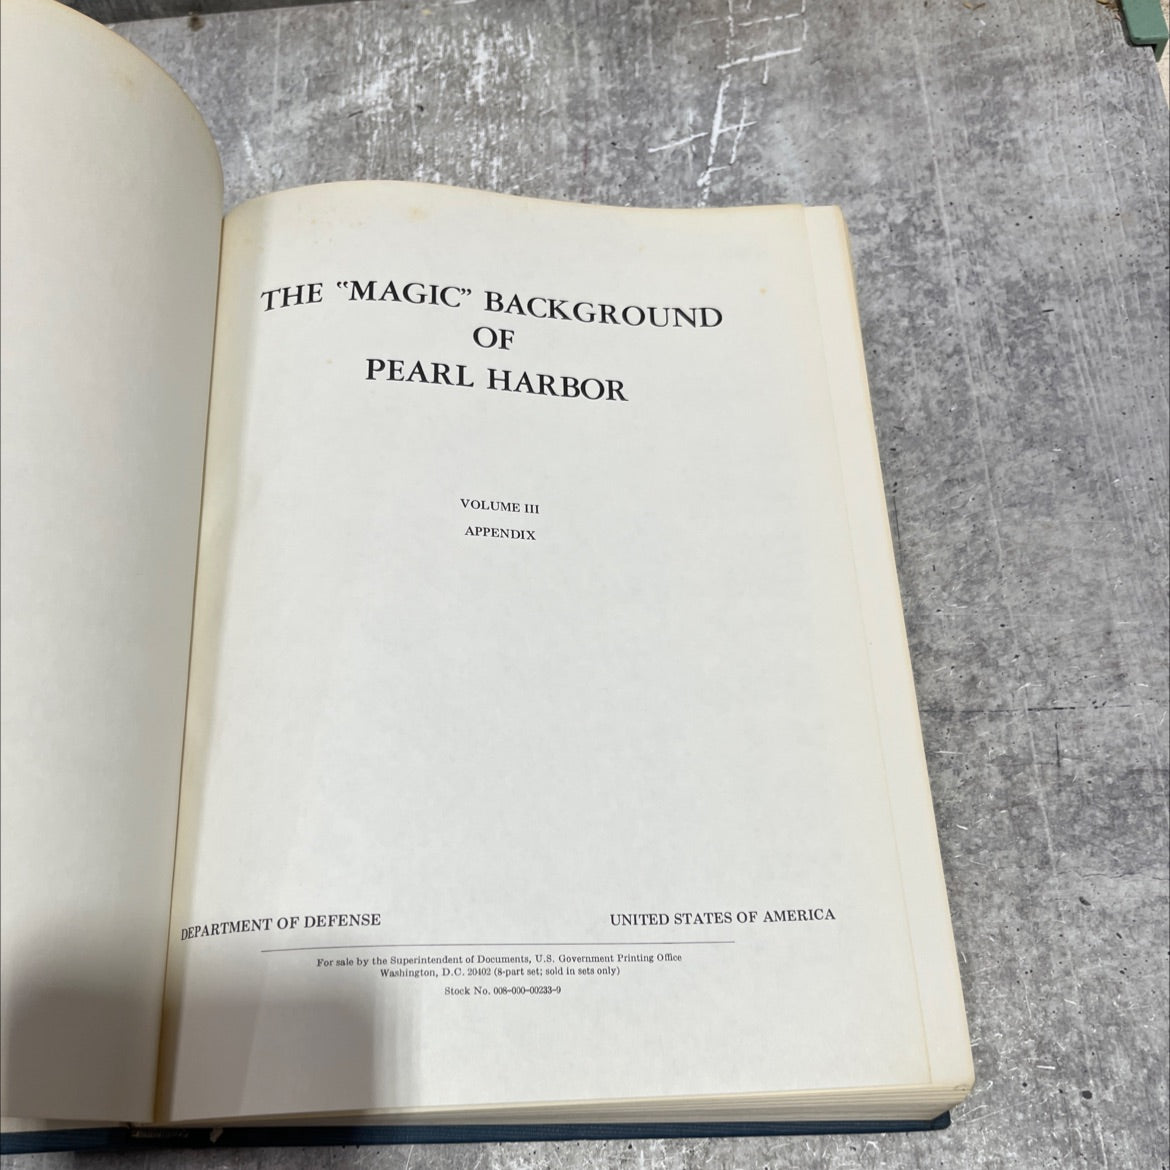 THE “MAGIC” BACKGROUND
OF
PEARL HARBOR
VOLUME III
APPENDIX
DEPARTMENT OF DEFENSE UNITED STATES OF AMERICA
For sale by the Superintendent of Documents, U.S. Government Printing Office
Washington, D.C. 20402 (8-part set; sold in sets only)
Stock No. 008-000-00233-9